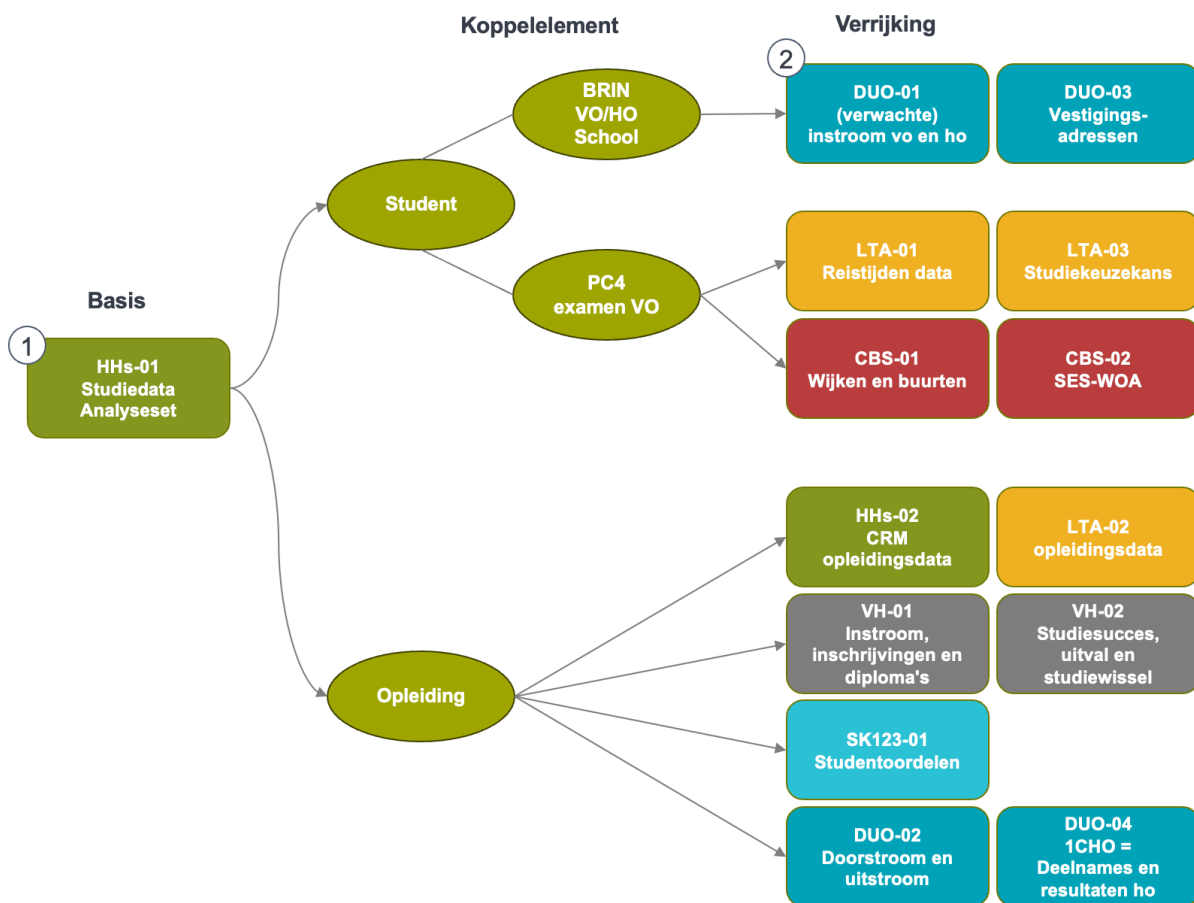 Koppelelement
Verrijking
2
BRIN
VO/HO
School
DUO-01
(verwachte)
instroom vo en ho
DUO-03
Vestigings-
adressen
Student
LTA-01
Reistijden data
LTA-03
Studiekeuzekans
PC4
examen VO
Basis
1
HHs-01
Studiedata
Analyseset
CBS-01
Wijken en buurten
CBS-02
SES-WOA
HHs-02
CRM
opleidingsdata
LTA-02
opleidingsdata
VH-01
Instroom,
inschrijvingen en
diploma's
VH-02
Studiesucces,
uitval en
studiewissel
Opleiding
SK123-01
Studentoordelen
DUO-02
Doorstroom en
uitstroom
DUO-04
1CHO =
Deelnames en
resultaten ho